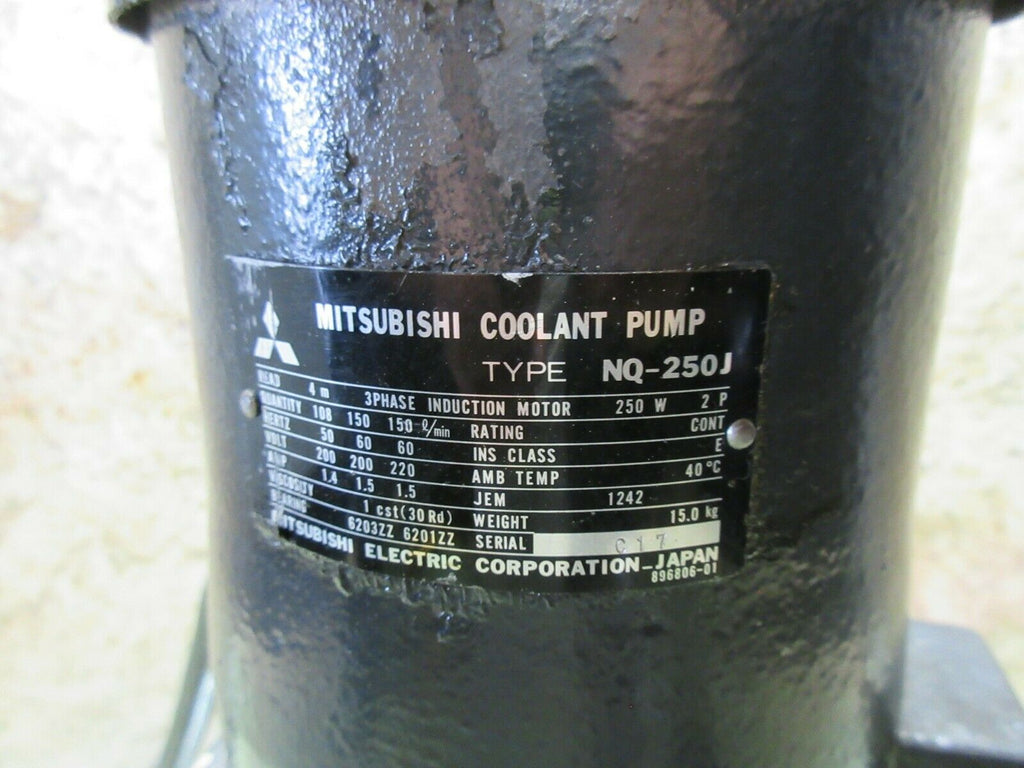 MITSUBISHI COOLANT PUMP
TYPE NQ-250J
HEAD 4 m 3PHASE INDUCTION MOTOR 250 W 2 P
QUANTITY 108 150 150 ℓ/min RATING CONT
HERTZ 50 60 60 INS CLASS E
VOLT 200 200 220 AMB TEMP 40°C
AMP 1.4 1.5 1.5 JEM 1242
VISCOSITY 1 cst(30 Rd) WEIGHT 15.0 kg
BEARING 6203ZZ 6201ZZ SERIAL 017
MITSUBISHI ELECTRIC CORPORATION-JAPAN
896806-01